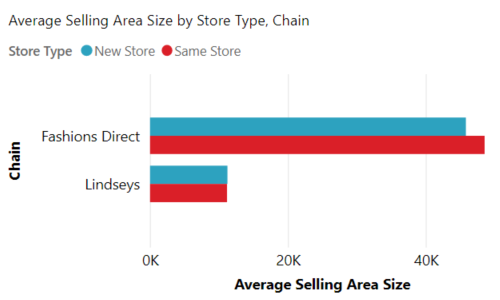 Average Selling Area Size by Store Type, Chain
Store Type New Store Same Store
Chain
Fashions Direct
Lindseys
0K 20K 40K
Average Selling Area Size